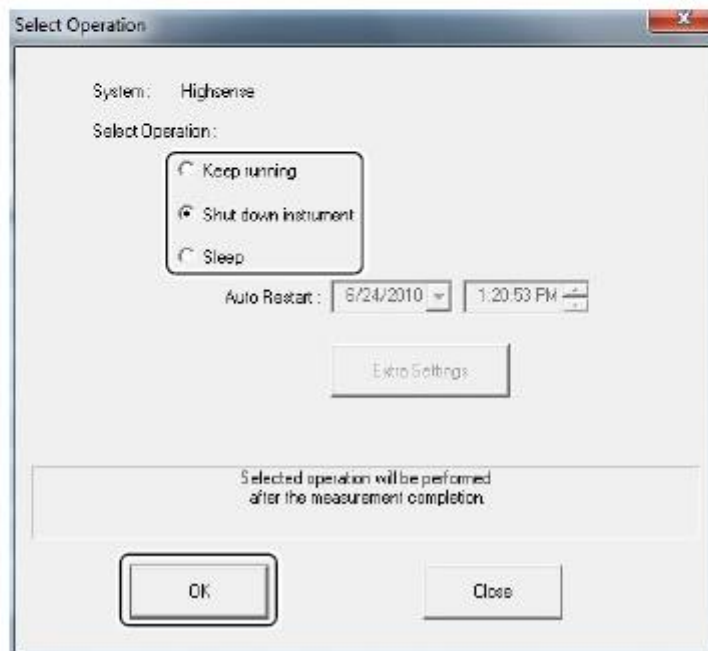 Select Operation
System : Highsense
Select Operation :
Keep running
Shut down instrument
Sleep
Auto Restart : 6/24/2010 1:20:53 PM
Extra Settings
Selected operation will be performed
after the measurement completion.
OK Close